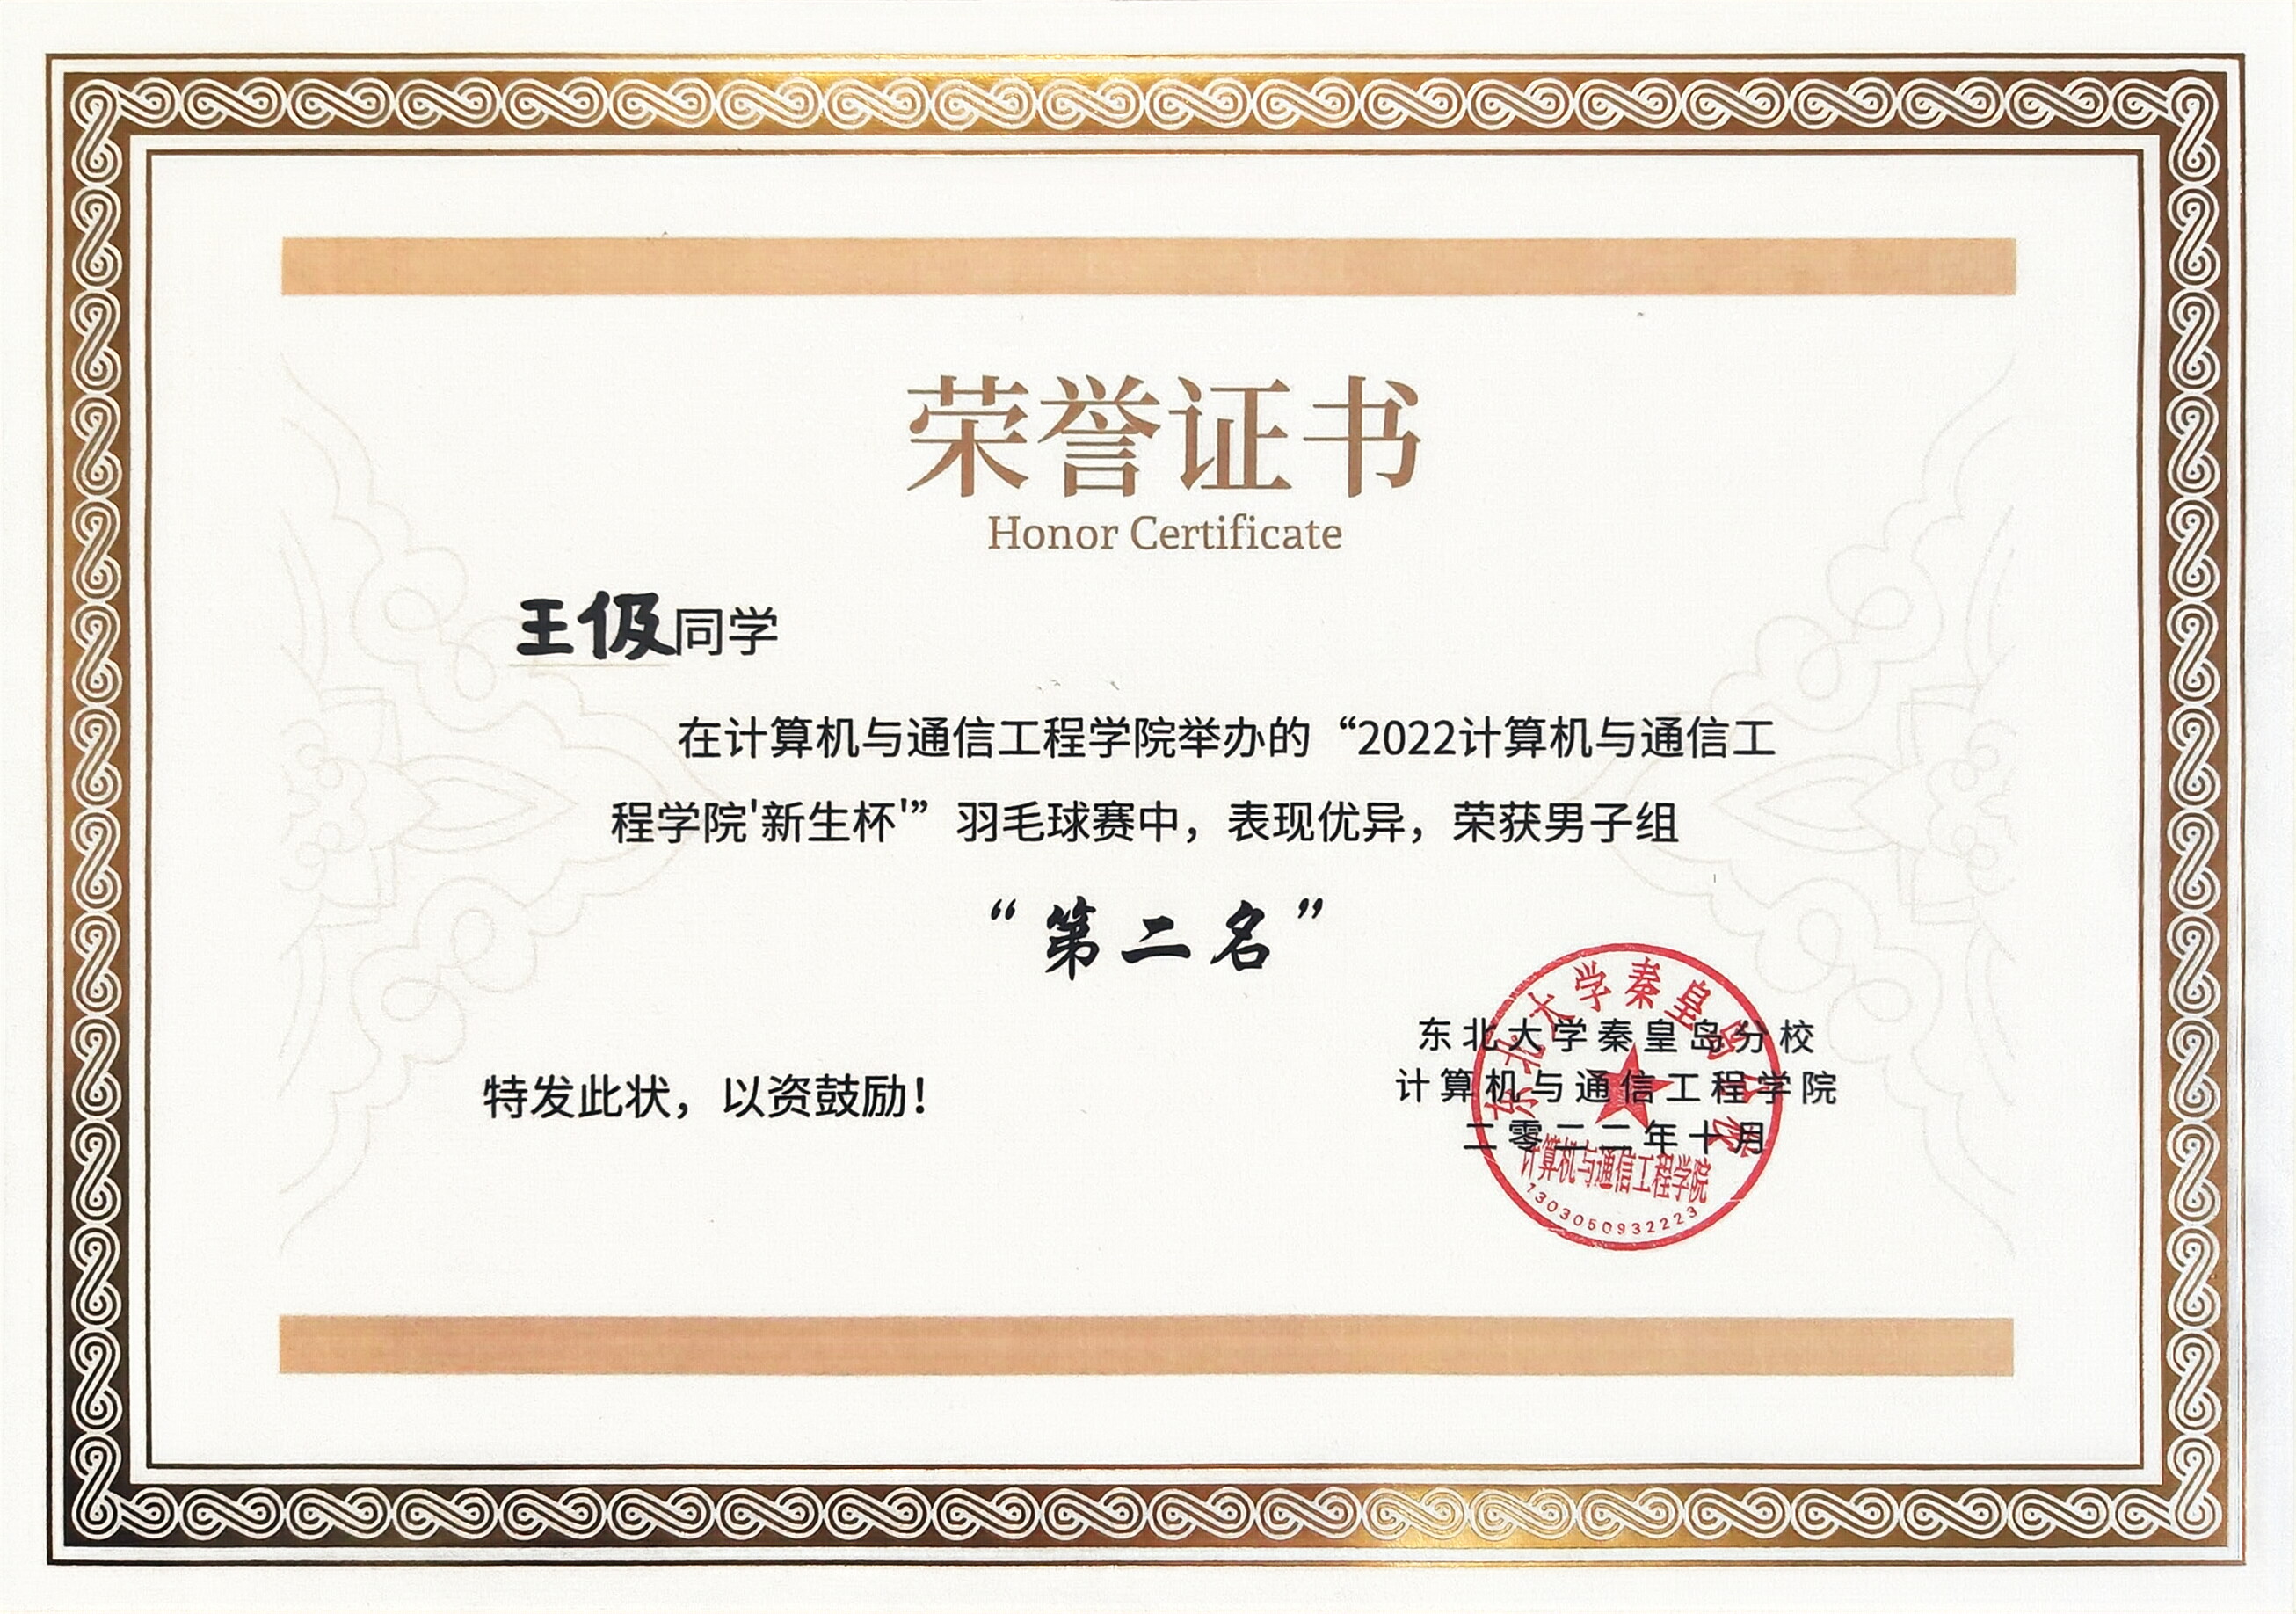 荣誉证书
Honor Certificate
王伋同学
在计算机与通信工程学院举办的“2022计算机与通信工
程学院'新生杯'”羽毛球赛中，表现优异，荣获男子组
“第二名”
特发此状，以资鼓励！
东北大学秦皇岛分校
计算机与通信工程学院
二零二二年十月
东北大学秦皇岛分校
计算机与通信工程学院
1303050932223